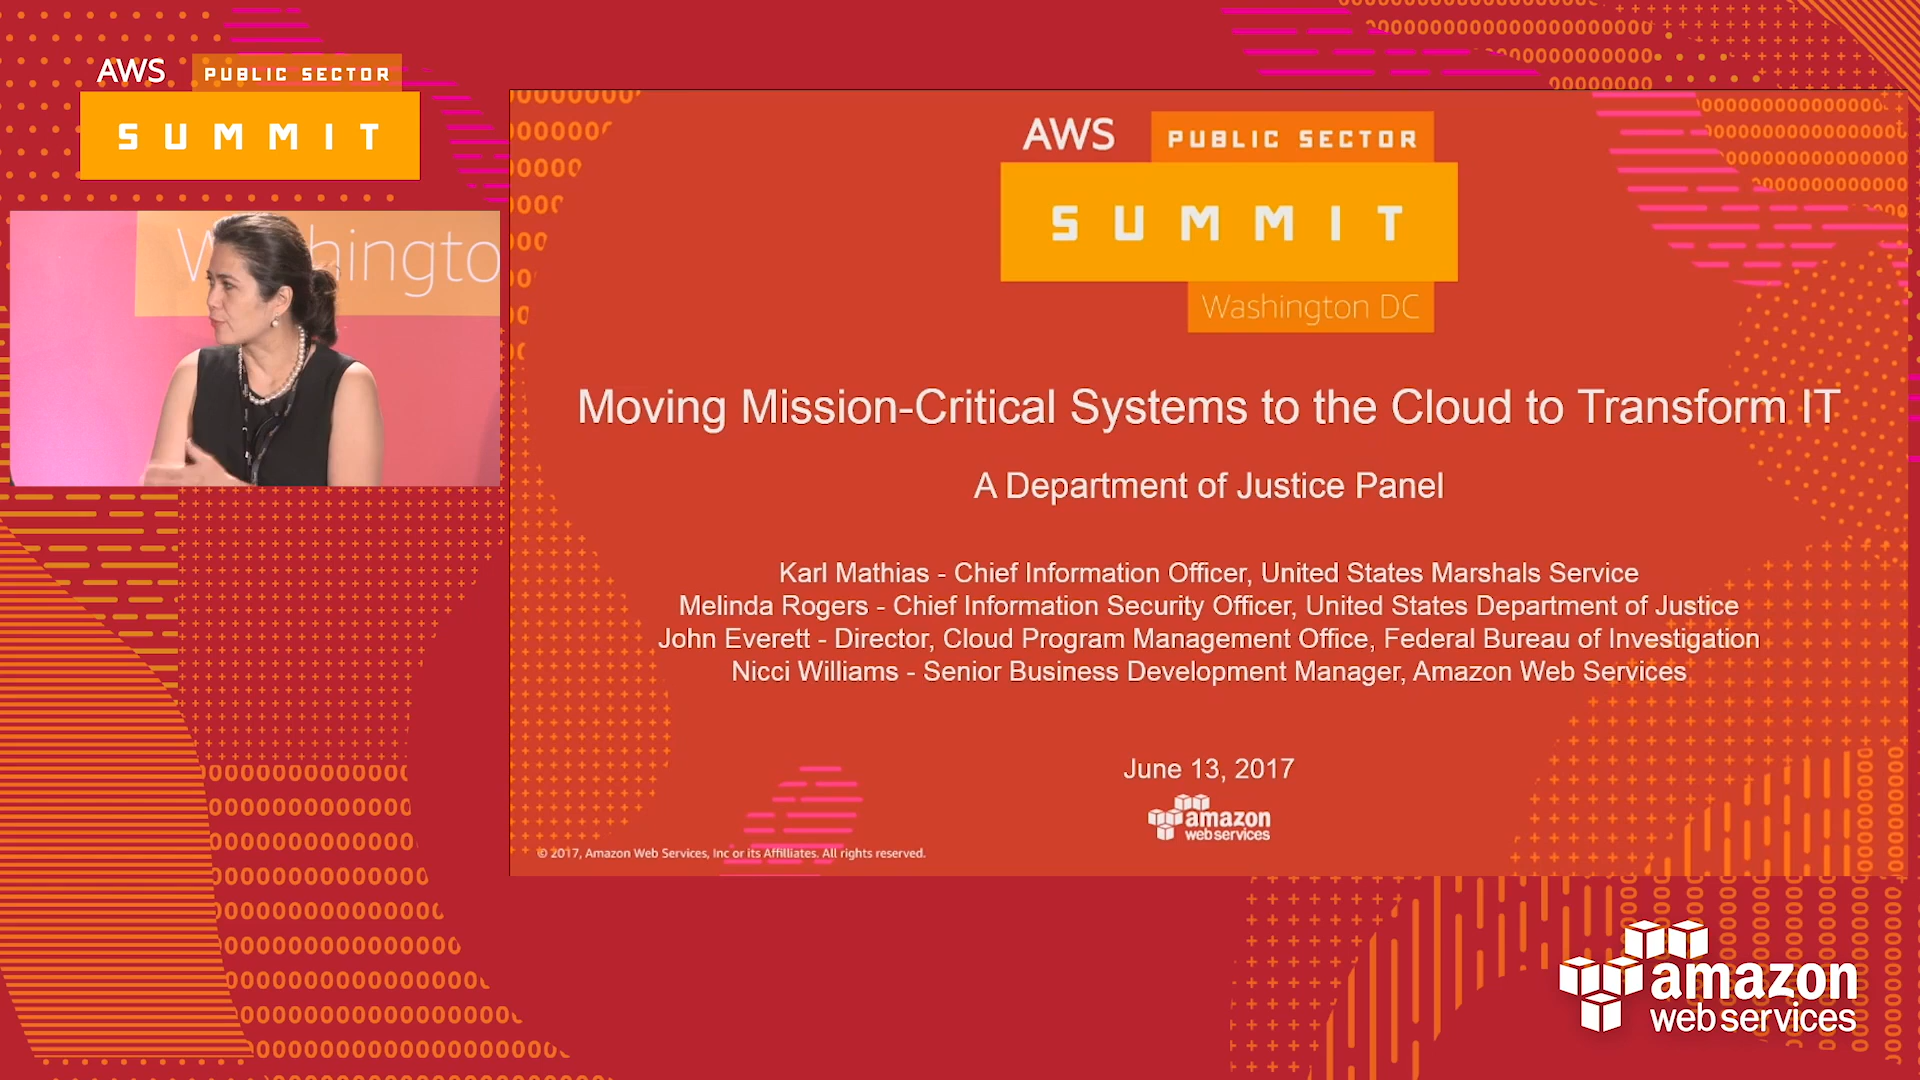 AWS PUBLIC SECTOR
SUMMIT
Washingto
AWS PUBLIC SECTOR
SUMMIT
Washington DC
Moving Mission-Critical Systems to the Cloud to Transform IT
A Department of Justice Panel
Karl Mathias - Chief Information Officer, United States Marshals Service
Melinda Rogers - Chief Information Security Officer, United States Department of Justice
John Everett - Director, Cloud Program Management Office, Federal Bureau of Investigation
Nicci Williams - Senior Business Development Manager, Amazon Web Services
June 13, 2017
amazon
web services
© 2017, Amazon Web Services, Inc or its Affilliates. All rights reserved.
amazon
web services